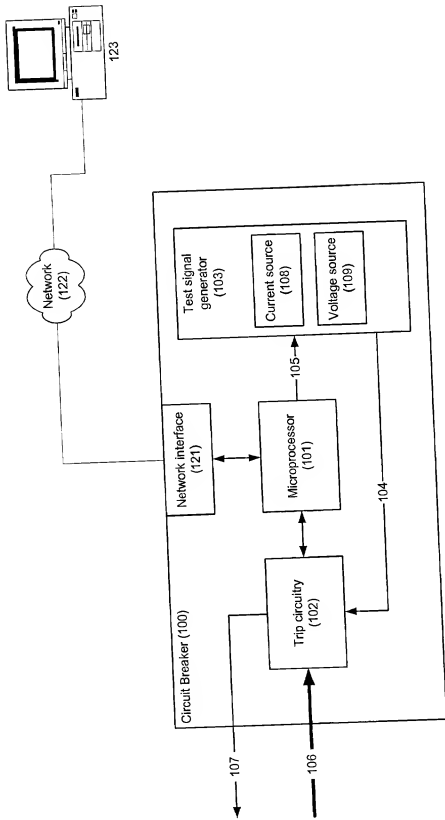 123
Network
(122)
Circuit Breaker (100)
Network interface
(121)
Test signal
generator
(103)
Current source
(108)
Voltage source
(109)
105
Microprocessor
(101)
Trip circuitry
(102)
104
107
106